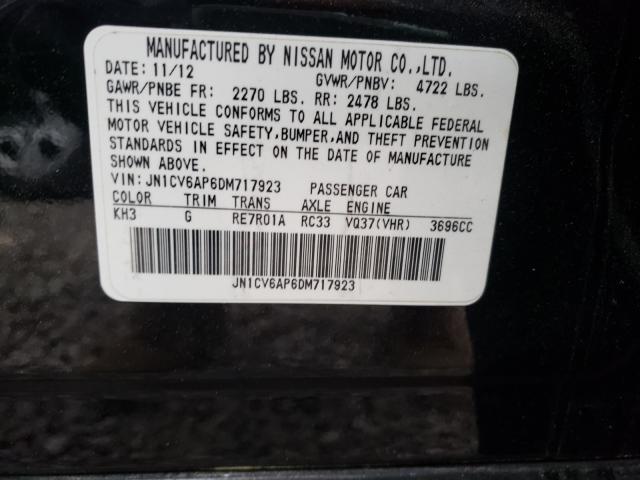 MANUFACTURED BY NISSAN MOTOR CO.,LTD.
DATE: 11/12 GVWR/PNBV: 4722 LBS.
GAWR/PNBE FR: 2270 LBS. RR: 2478 LBS.
THIS VEHICLE CONFORMS TO ALL APPLICABLE FEDERAL
MOTOR VEHICLE SAFETY,BUMPER,AND THEFT PREVENTION
STANDARDS IN EFFECT ON THE DATE OF MANUFACTURE
SHOWN ABOVE.
VIN: JN1CV6AP6DM717923 PASSENGER CAR
COLOR TRIM TRANS AXLE ENGINE
KH3 G RE7R01A RC33 VQ37(VHR) 3696CC
JN1CV6AP6DM717923